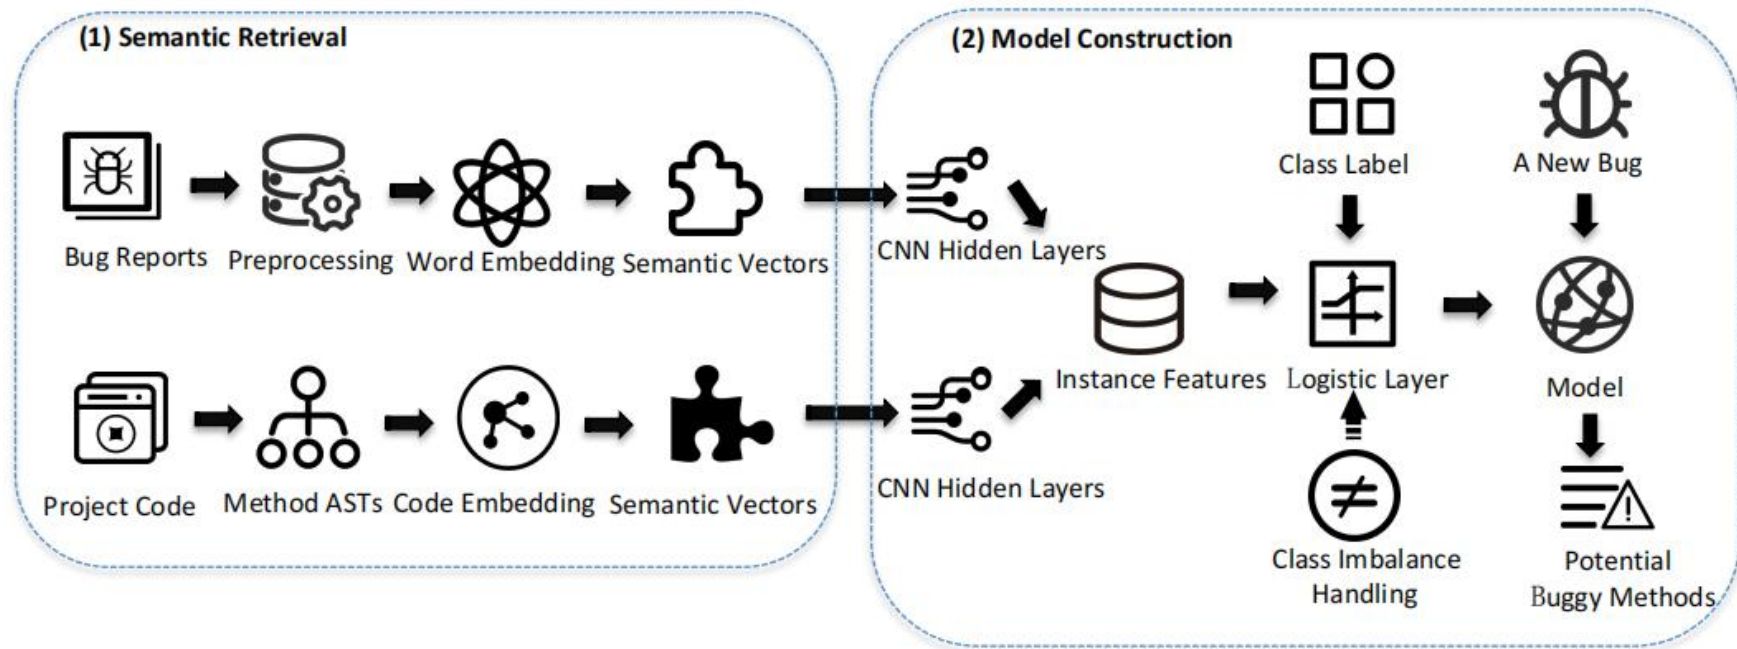 (1) Semantic Retrieval
Bug Reports
Preprocessing
Word Embedding
Semantic Vectors
Project Code
Method ASTs
Code Embedding
Semantic Vectors
(2) Model Construction
CNN Hidden Layers
CNN Hidden Layers
Instance Features
Class Label
Logistic Layer
Class Imbalance
Handling
A New Bug
Model
Potential
Buggy Methods